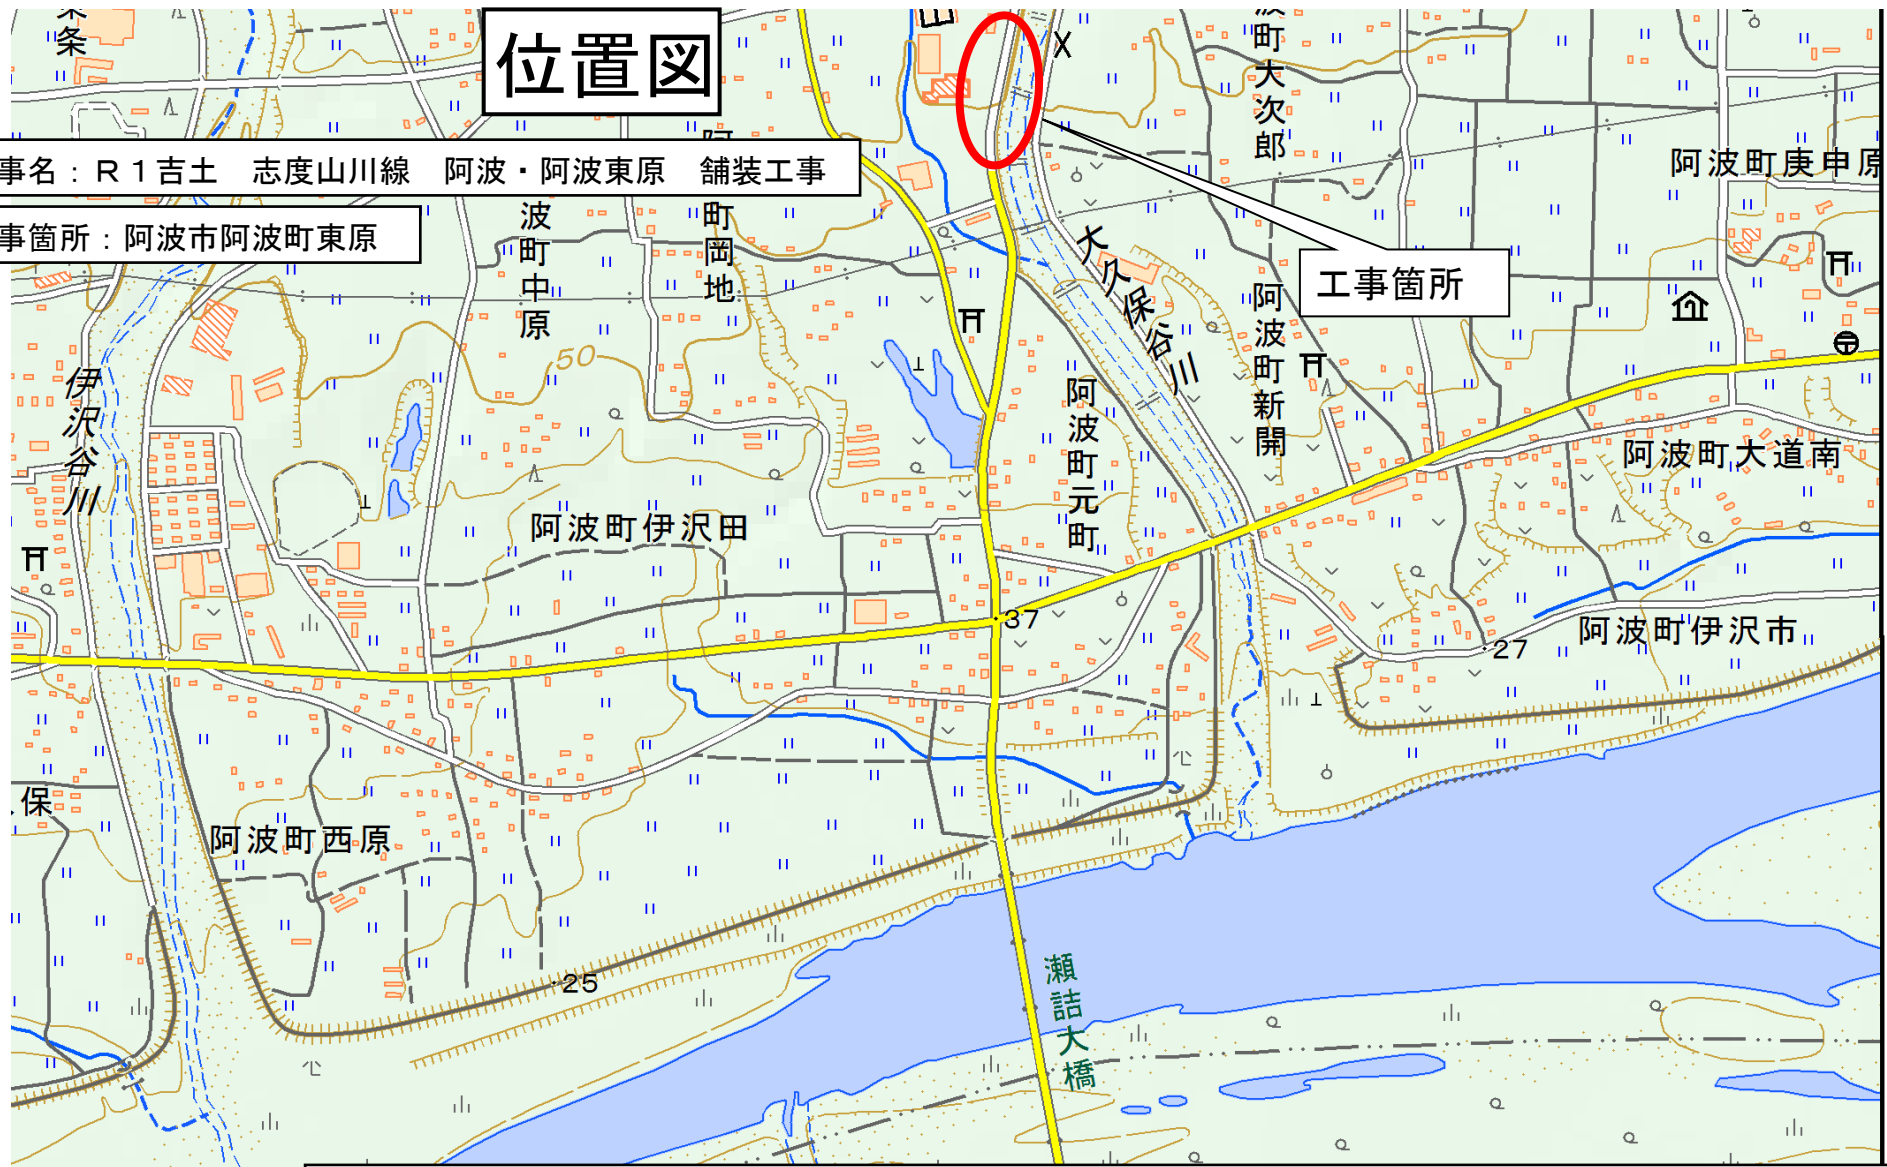 位置図
事名：Ｒ１吉土　志度山川線　阿波・阿波東原　舗装工事
事箇所：阿波市阿波町東原
工事箇所
条
波町大次郎
阿波町庚申原
波町中原
阿
町岡地
大久保谷川
阿波町新開
50
伊沢谷川
阿波町元町
阿波町大道南
阿波町伊沢田
37
27
阿波町伊沢市
保
阿波町西原
25
瀬詰大橋